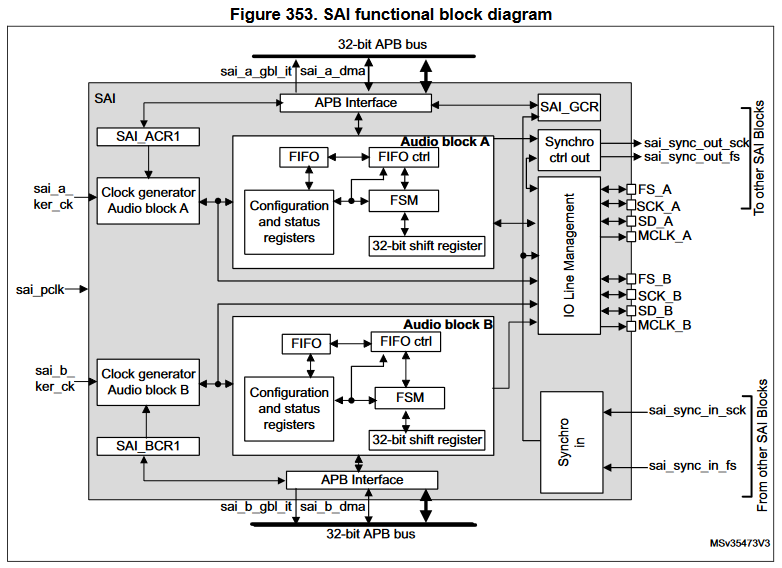 Figure 353. SAI functional block diagram
32-bit APB bus
sai_a_gbl_it
sai_a_dma
SAI
APB Interface
SAI_GCR
SAI_ACR1
Audio block A
Synchro
ctrl out
sai_sync_out_sck
sai_sync_out_fs
To other SAI Blocks
FIFO
FIFO ctrl
sai_a_
ker_ck
Clock generator
Audio block A
Configuration
and status
registers
FSM
32-bit shift register
IO Line Management
FS_A
SCK_A
SD_A
MCLK_A
sai_pclk
FS_B
SCK_B
SD_B
MCLK_B
Audio block B
FIFO
FIFO ctrl
sai_b_
ker_ck
Clock generator
Audio block B
Configuration
and status
registers
FSM
32-bit shift register
SAI_BCR1
Synchro
in
sai_sync_in_sck
sai_sync_in_fs
From other SAI Blocks
APB Interface
sai_b_gbl_it
sai_b_dma
32-bit APB bus
MSv35473V3